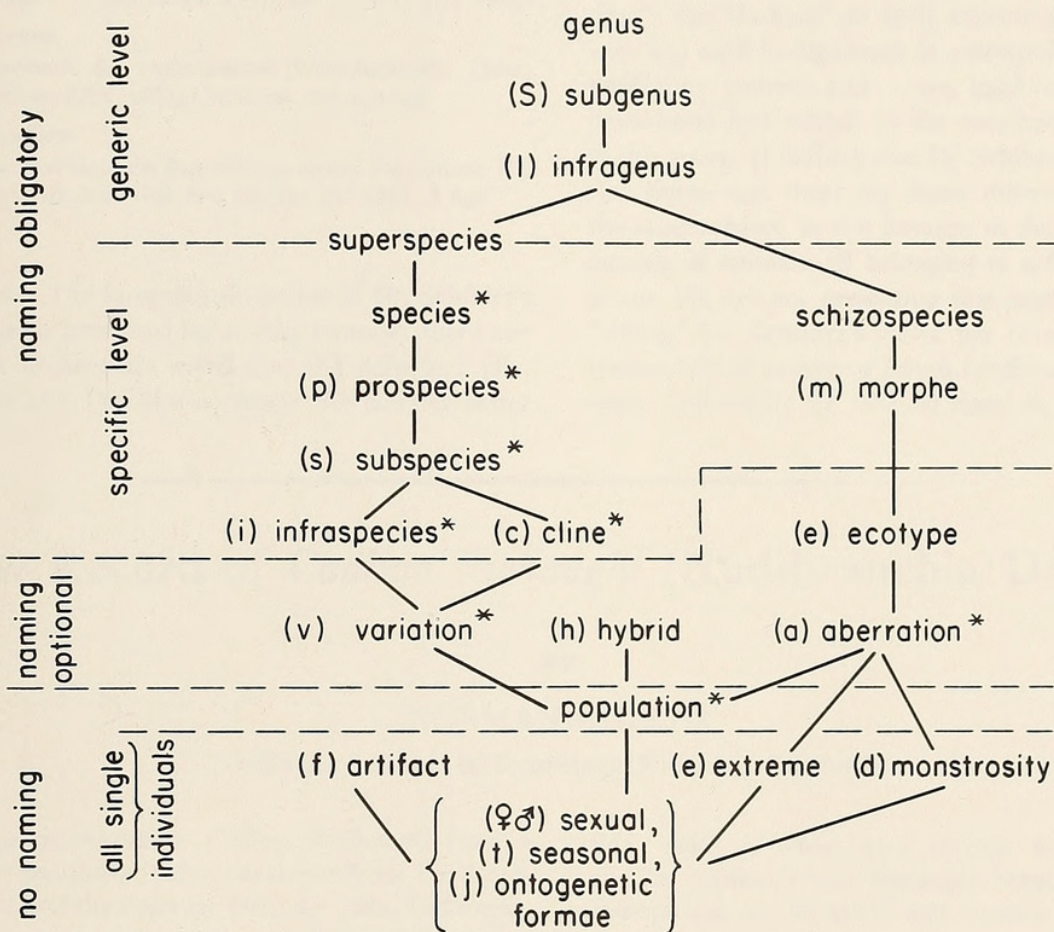 genus
(S) subgenus
(I) infragenus
superspecies
species*
schizospecies
(p) prospecies*
(m) morphe
(s) subspecies*
(i) infraspecies*
(c) cline*
(e) ecotype
(v) variation*
(h) hybrid
(a) aberration*
population*
(f) artifact
(e) extreme
(d) monstrosity
(♀♂) sexual,
(t) seasonal,
(j) ontogenetic
formae
naming obligatory
generic level
specific level
naming
optional
no naming
all single
individuals